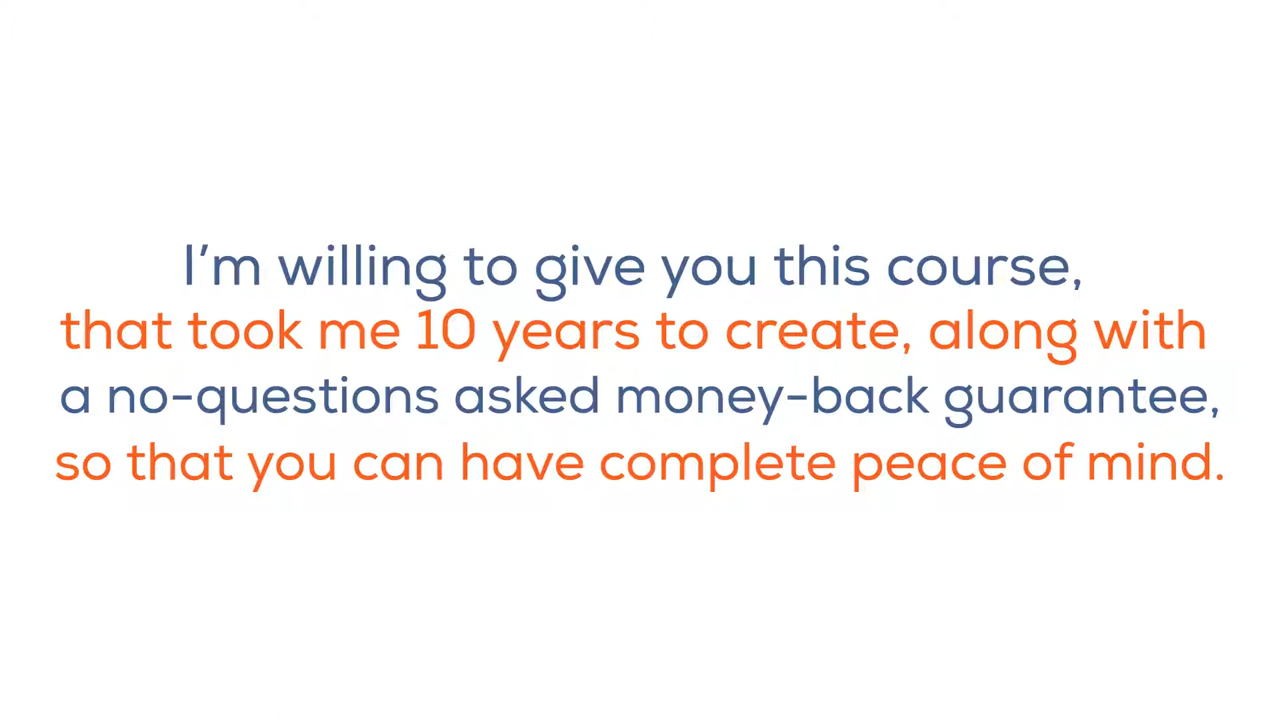 I’m willing to give you this course,
that took me 10 years to create, along with
a no-questions asked money-back guarantee,
so that you can have complete peace of mind.